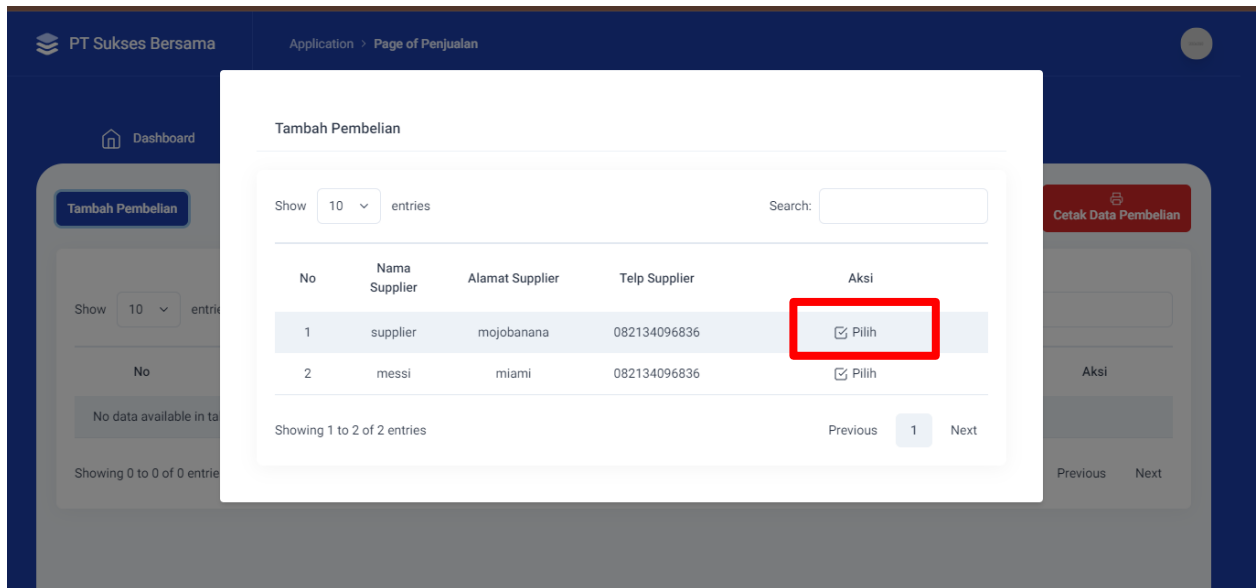 PT Sukses Bersama
Application > Page of Penjualan
Dashboard
Tambah Pembelian
Cetak Data Pembelian
Show 10 entrie
No
Aksi
No data available in ta
Showing 0 to 0 of 0 entrie
Previous Next
Tambah Pembelian
Show 10 entries
Search:
No Nama Supplier Alamat Supplier Telp Supplier Aksi
1 supplier mojobanana 082134096836 Pilih
2 messi miami 082134096836 Pilih
Showing 1 to 2 of 2 entries
Previous 1 Next